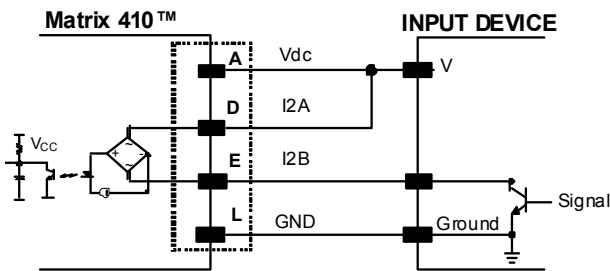 Matrix 410™ INPUT DEVICE
A Vdc V
D I2A
VCC + ~ - ~
E I2B
Signal
L GND Ground